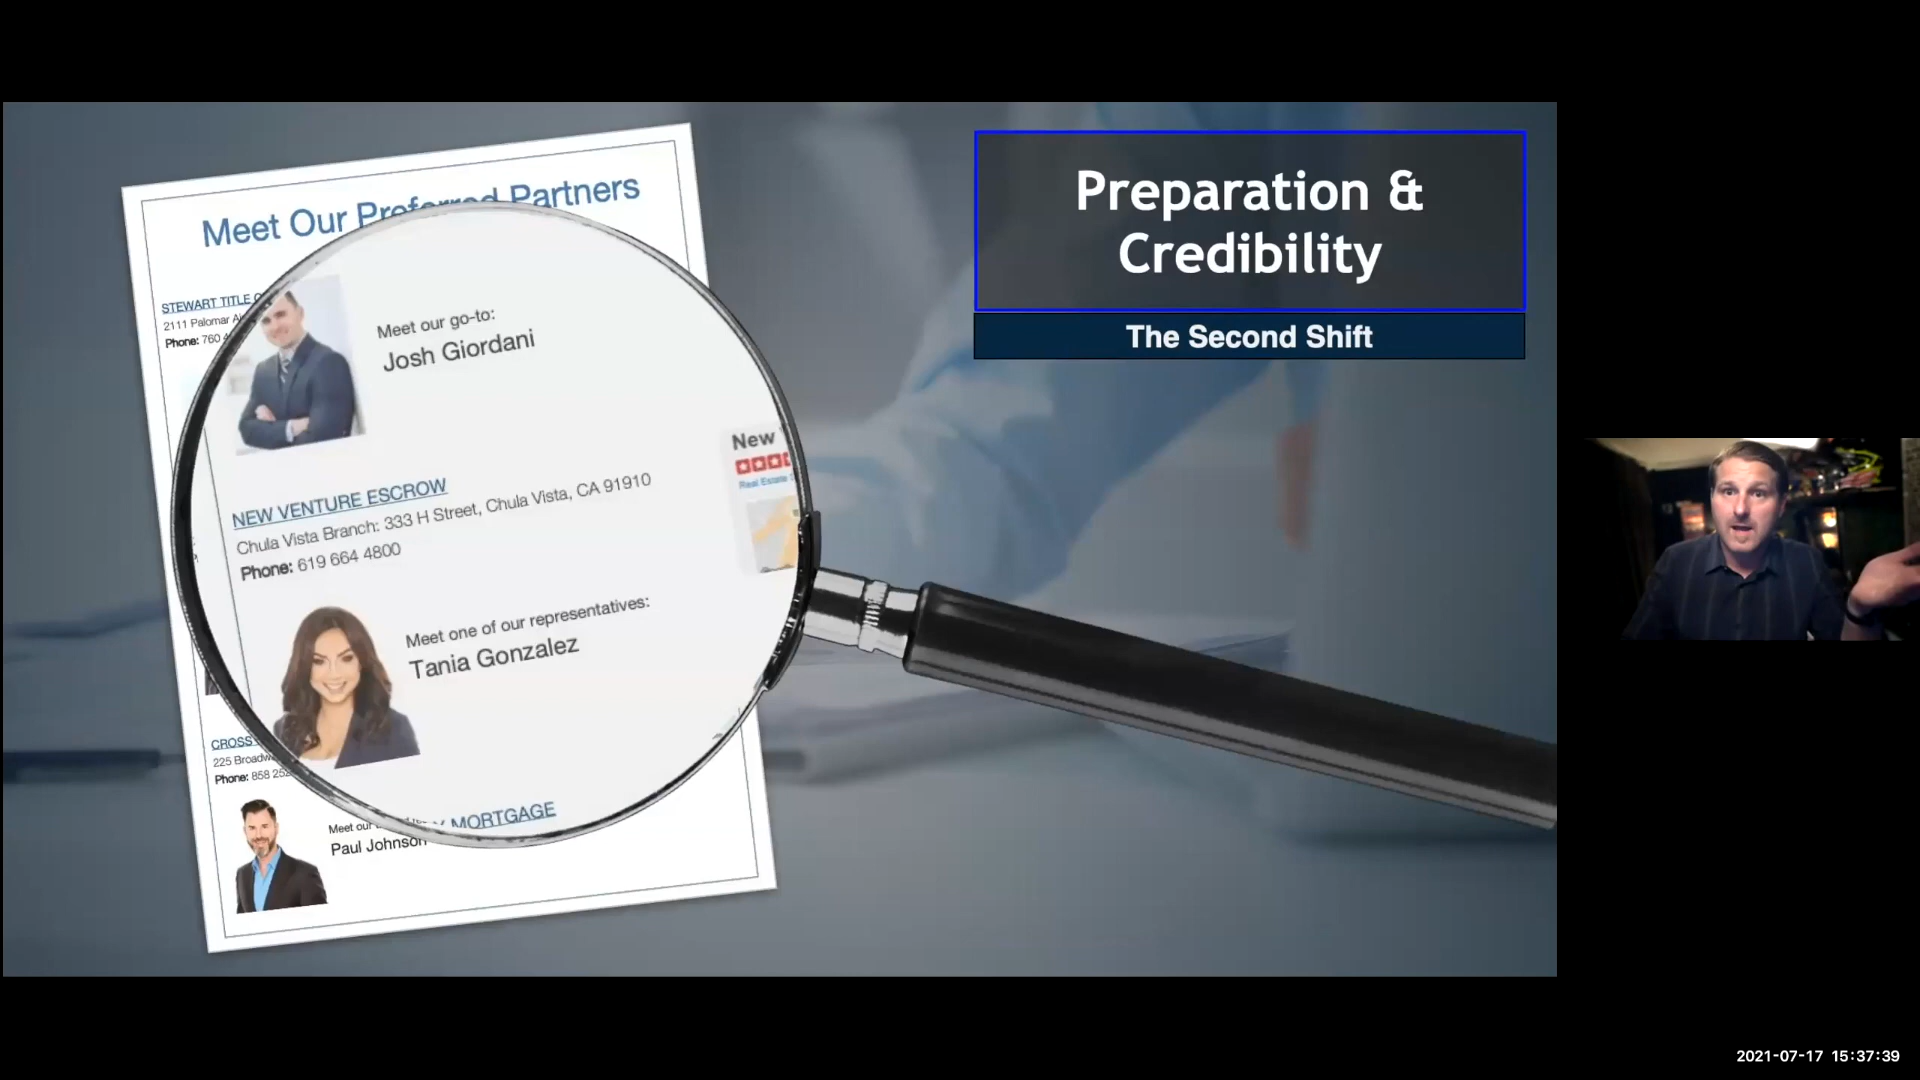 Meet Our Preferred Partners
STEWART TITLE
2111 Palomar
Phone: 760
Meet our go-to:
Josh Giordani
New
Real Estate
NEW VENTURE ESCROW
Chula Vista Branch: 333 H Street, Chula Vista, CA 91910
Phone: 619 664 4800
Meet one of our representatives:
Tania Gonzalez
CROSS
225
Phone: 858
MORTGAGE
Meet our
Paul Johnson
Preparation &
Credibility
The Second Shift
2021-07-17 15:37:39